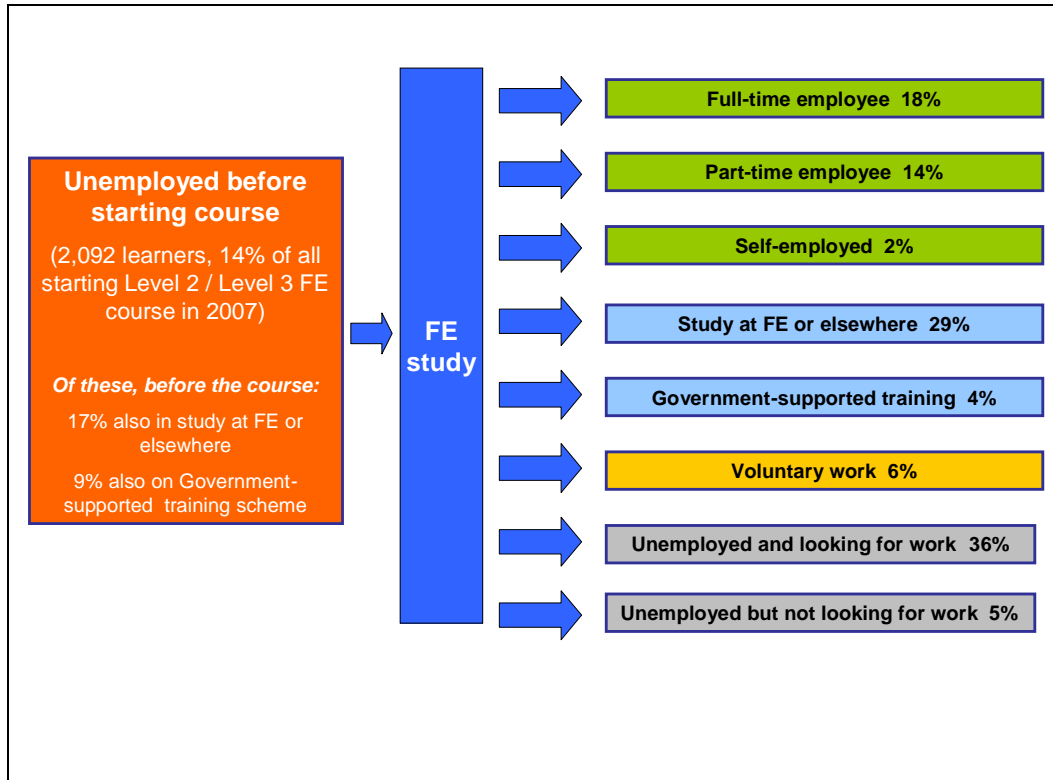 Unemployed before
starting course
(2,092 learners, 14% of all
starting Level 2 / Level 3 FE
course in 2007)
Of these, before the course:
17% also in study at FE or
elsewhere
9% also on Government-
supported training scheme
FE
study
Full-time employee 18%
Part-time employee 14%
Self-employed 2%
Study at FE or elsewhere 29%
Government-supported training 4%
Voluntary work 6%
Unemployed and looking for work 36%
Unemployed but not looking for work 5%